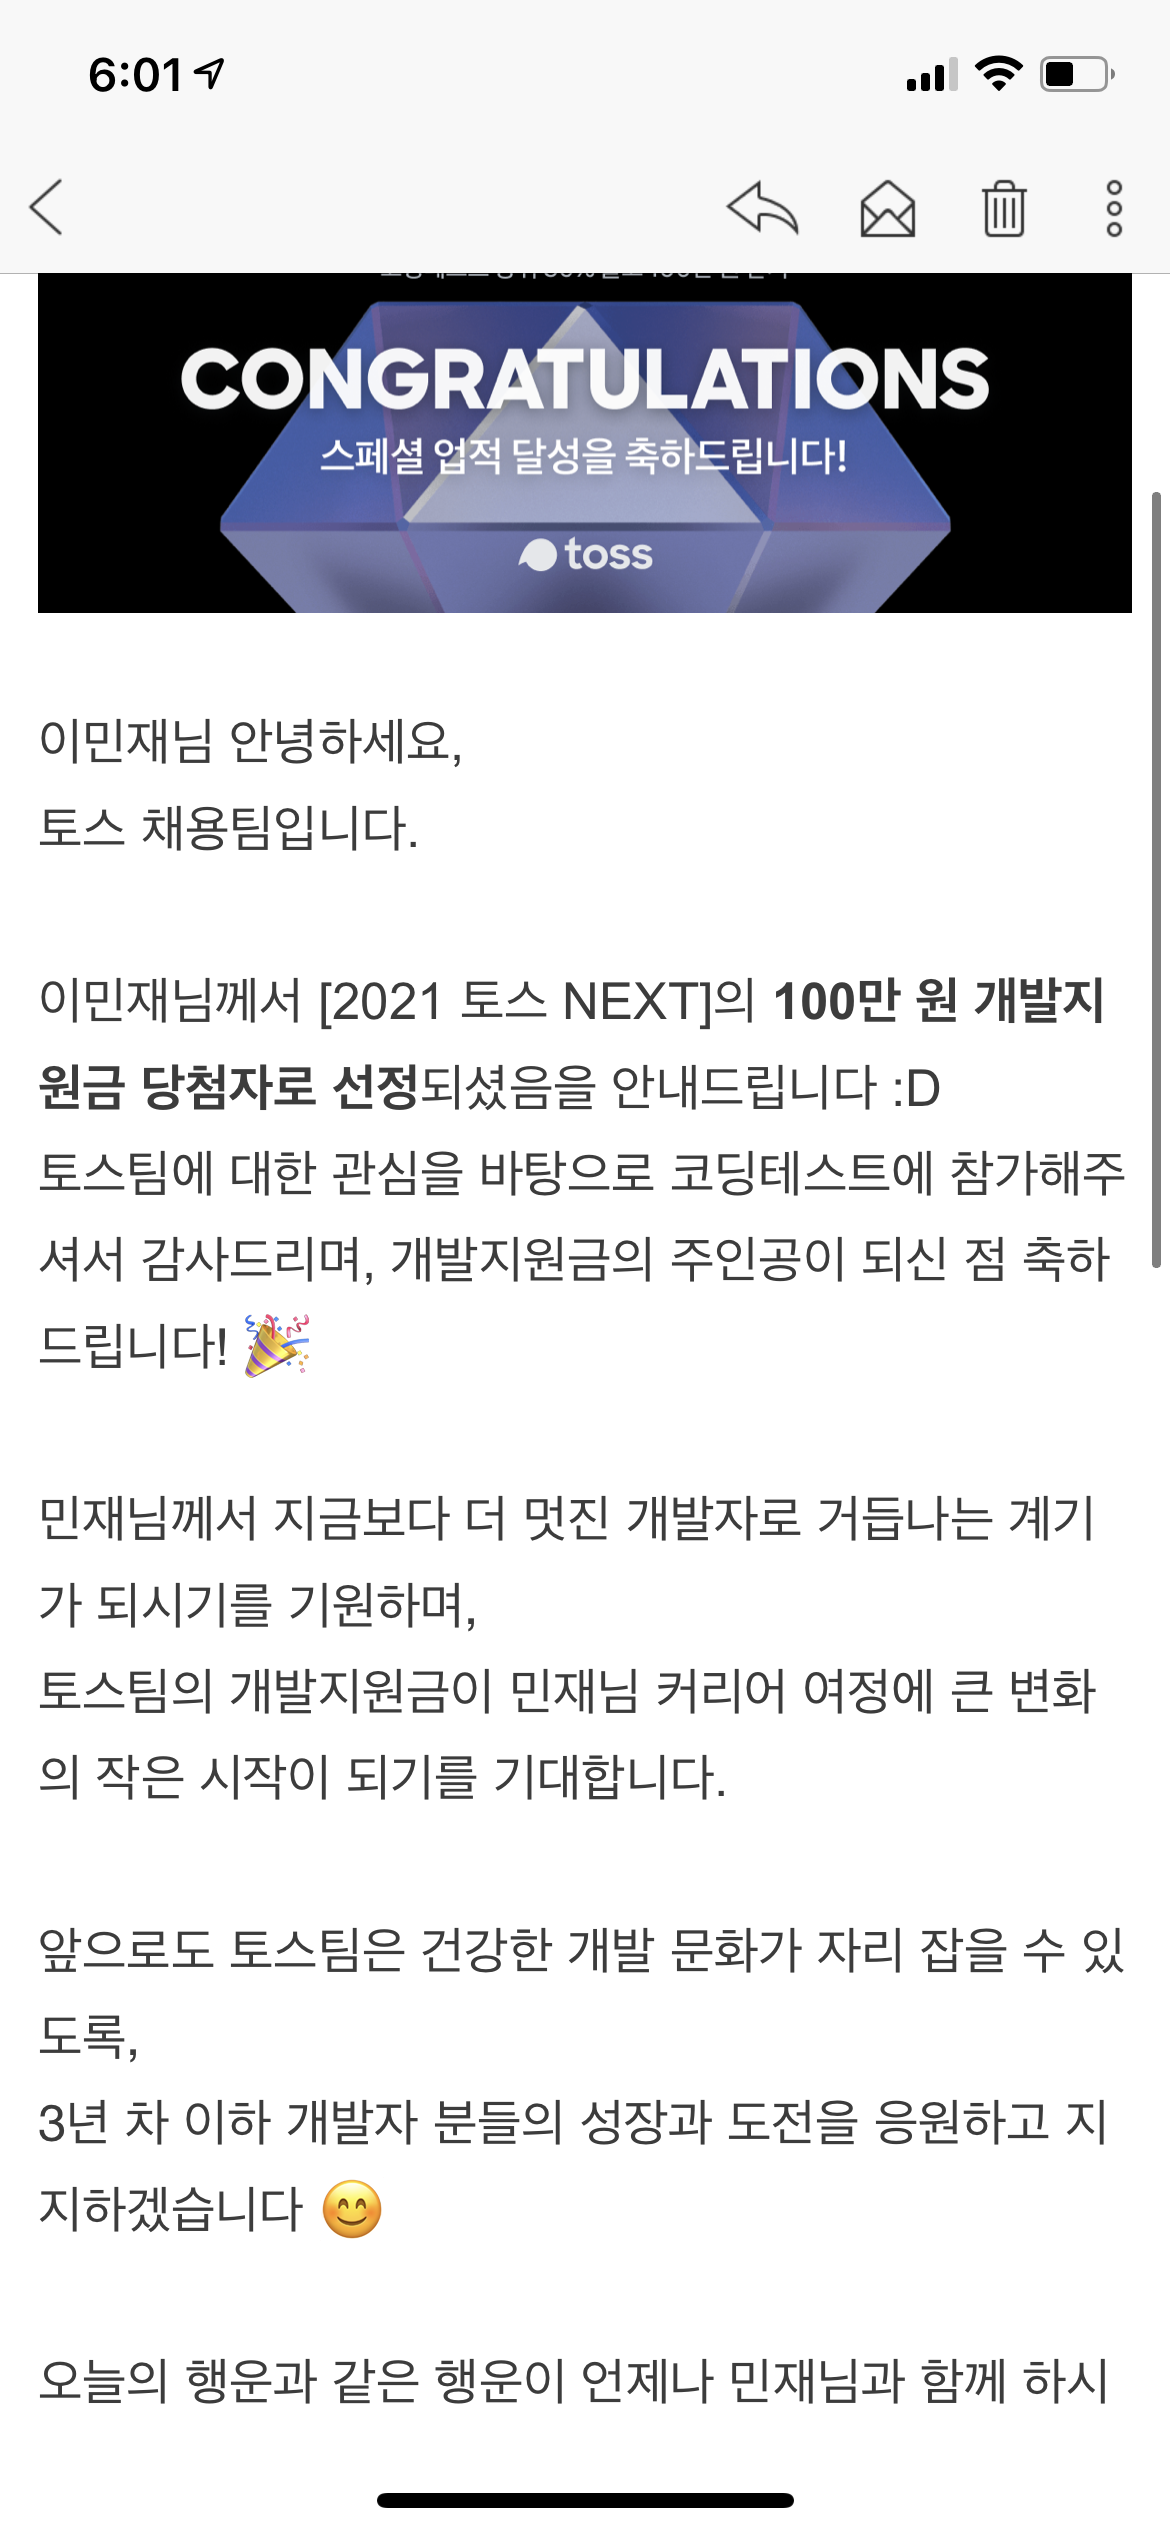 6:01
CONGRATULATIONS
스페셜 업적 달성을 축하드립니다!
toss
이민재님 안녕하세요,
토스 채용팀입니다.
이민재님께서 [2021 토스 NEXT]의 100만 원 개발지
원금 당첨자로 선정되셨음을 안내드립니다 :D
토스팀에 대한 관심을 바탕으로 코딩테스트에 참가해주
셔서 감사드리며, 개발지원금의 주인공이 되신 점 축하
드립니다! 🎉
민재님께서 지금보다 더 멋진 개발자로 거듭나는 계기
가 되시기를 기원하며,
토스팀의 개발지원금이 민재님 커리어 여정에 큰 변화
의 작은 시작이 되기를 기대합니다.
앞으로도 토스팀은 건강한 개발 문화가 자리 잡을 수 있
도록,
3년 차 이하 개발자 분들의 성장과 도전을 응원하고 지
지하겠습니다 😊
오늘의 행운과 같은 행운이 언제나 민재님과 함께 하시